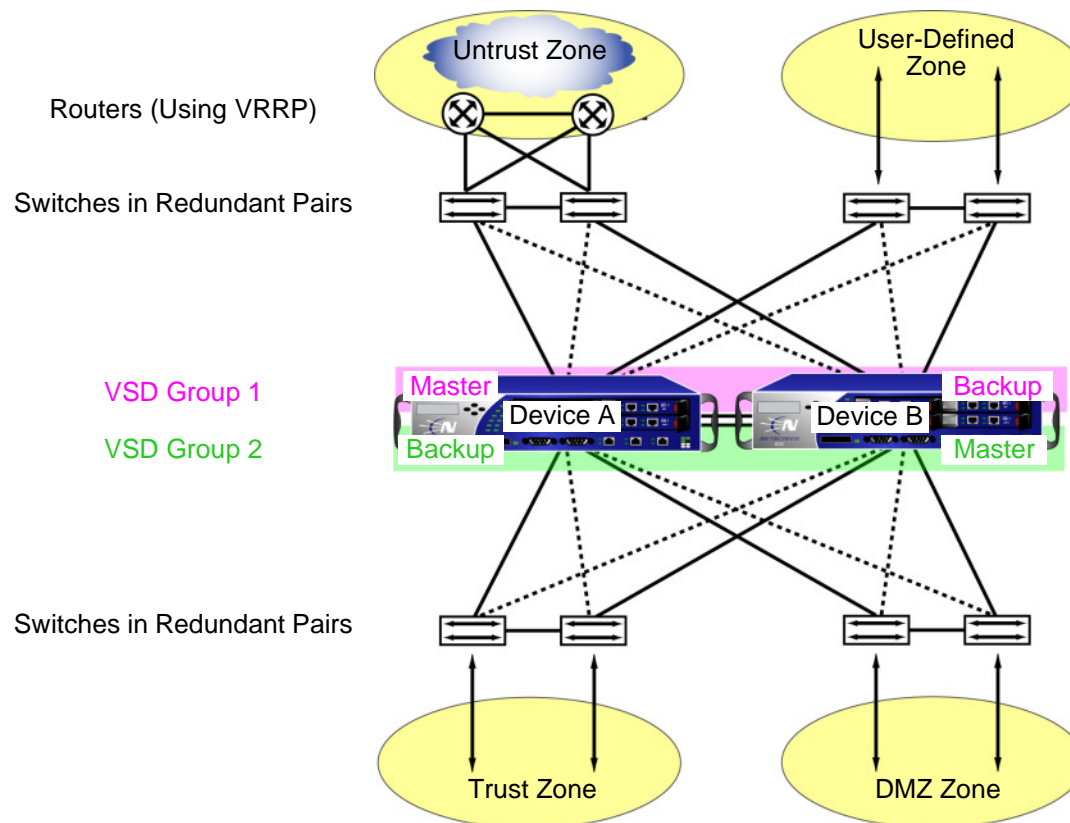 Untrust Zone
User-Defined
Zone
Routers (Using VRRP)
Switches in Redundant Pairs
VSD Group 1
Master
Backup
Device A
Device B
VSD Group 2
Backup
Master
Switches in Redundant Pairs
Trust Zone
DMZ Zone